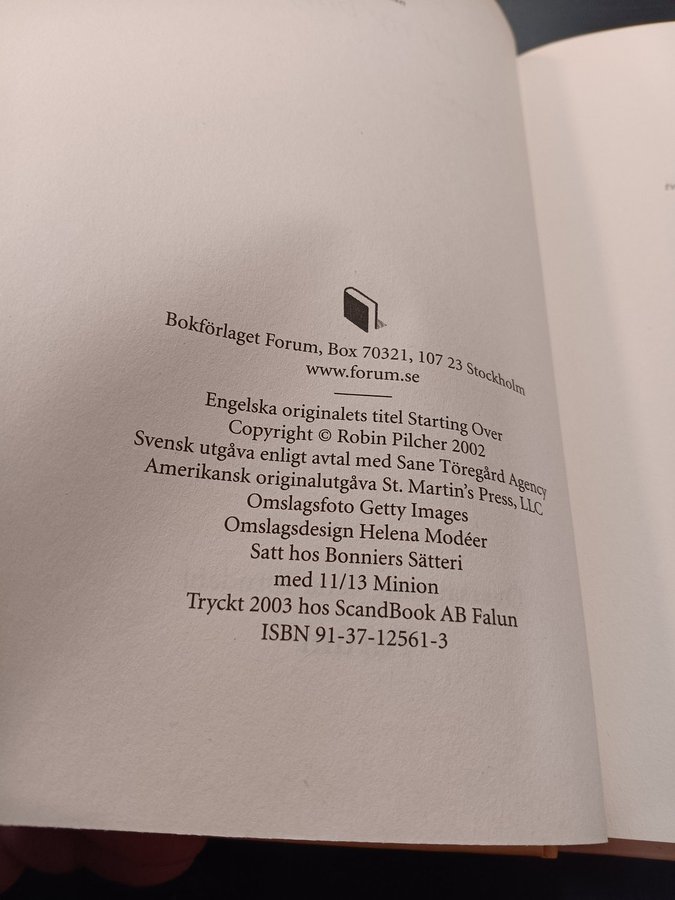 Bokförlaget Forum, Box 70321, 107 23 Stockholm
www.forum.se
Engelska originalets titel Starting Over
Copyright © Robin Pilcher 2002
Svensk utgåva enligt avtal med Sane Töregård Agency
Amerikansk originalutgåva St. Martin's Press, LLC
Omslagsfoto Getty Images
Omslagsdesign Helena Modéer
Satt hos Bonniers Sätteri
med 11/13 Minion
Tryckt 2003 hos ScandBook AB Falun
ISBN 91-37-12561-3